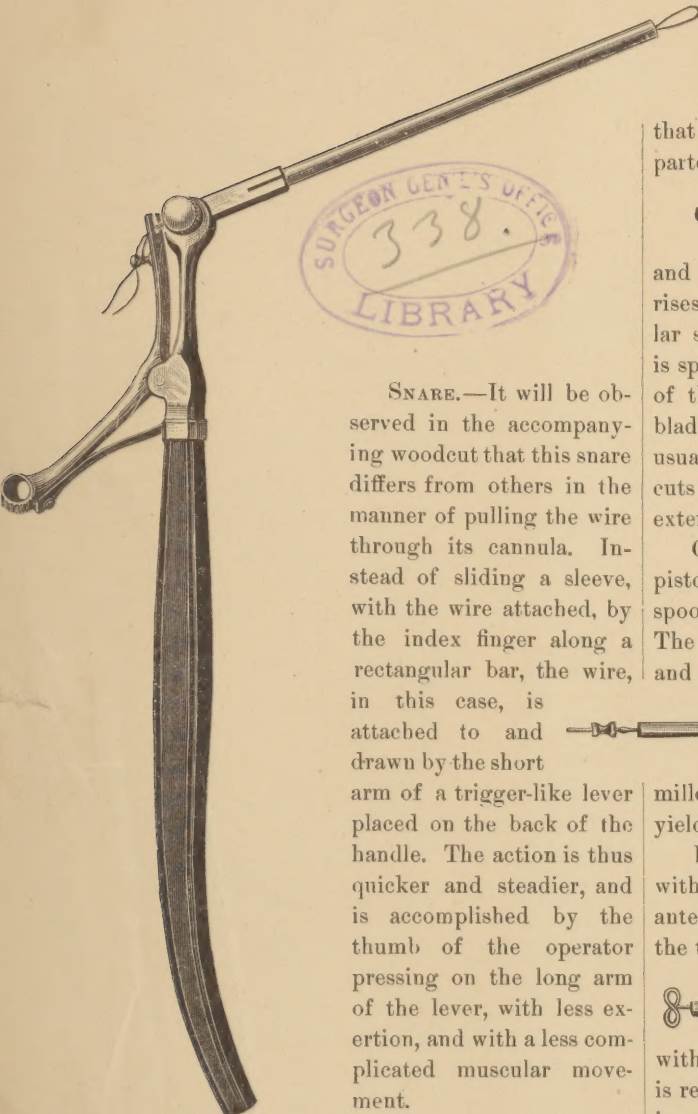 SURGEON GEN'L'S OFFICE
338.
LIBRARY
SNARE.—It will be ob-
served in the accompany-
ing woodcut that this snare
differs from others in the
manner of pulling the wire
through its cannula. In-
stead of sliding a sleeve,
with the wire attached, by
the index finger along a
rectangular bar, the wire,
in this case, is
attached to and
drawn by the short
arm of a trigger-like lever
placed on the back of the
handle. The action is thus
quicker and steadier, and
is accomplished by the
thumb of the operator
pressing on the long arm
of the lever, with less ex-
ertion, and with a less com-
plicated muscular move-
ment.
that
parte
and
rises
lar s
is sp
of t
blad
usua
cuts
exter
pisto
spoo
The
and
mille
yield
with
ante
the t
with
is re